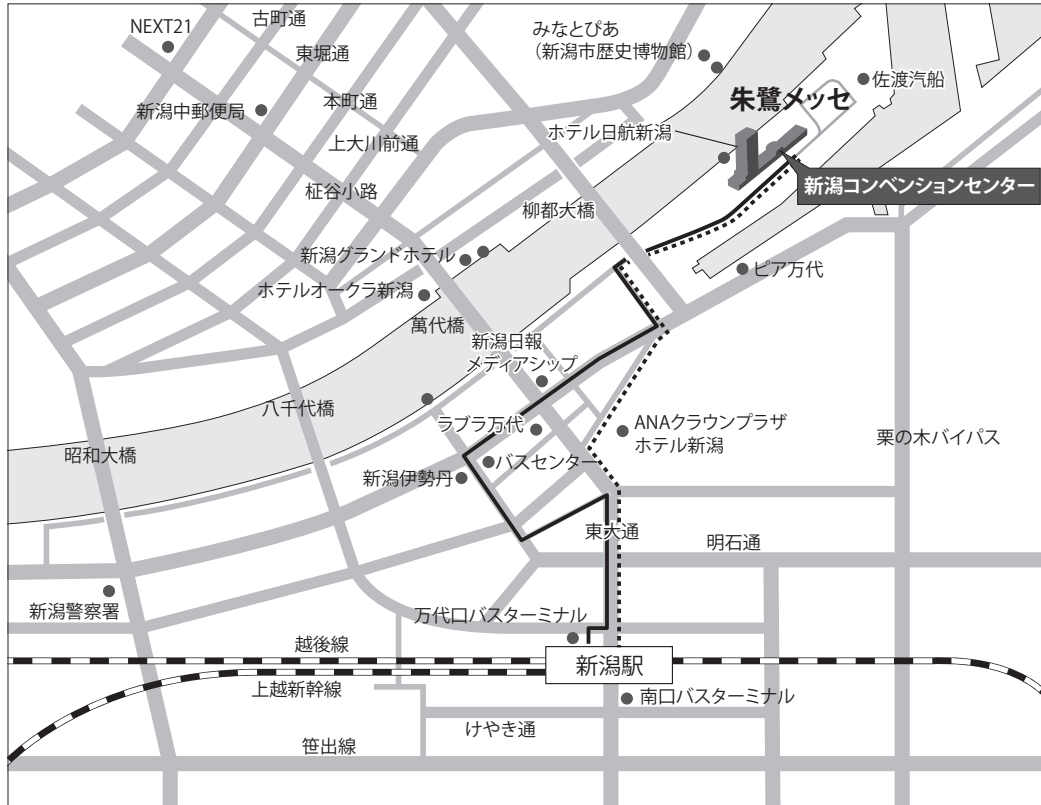 NEXT21
古町通
東堀通
みなとぴあ
（新潟市歴史博物館）
佐渡汽船
新潟中郵便局
本町通
朱鷺メッセ
ホテル日航新潟
上大川前通
新潟コンベンションセンター
柾谷小路
柳都大橋
新潟グランドホテル
ピア万代
ホテルオークラ新潟
萬代橋
新潟日報
メディアシップ
八千代橋
ラブラ万代
ANAクラウンプラザ
ホテル新潟
栗の木バイパス
昭和大橋
新潟伊勢丹
バスセンター
東大通
明石通
新潟警察署
万代口バスターミナル
越後線
新潟駅
上越新幹線
南口バスターミナル
けやき通
笹出線